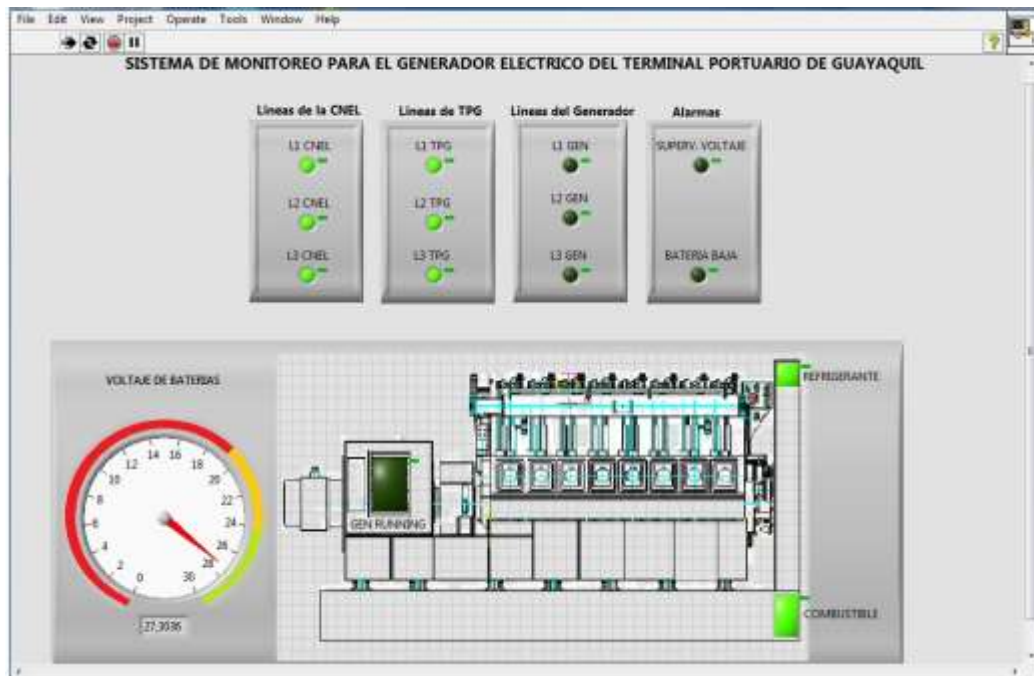 File Edit View Project Operate Tools Window Help
SISTEMA DE MONITOREO PARA EL GENERADOR ELECTRICO DEL TERMINAL PORTUARIO DE GUAYAQUIL
Lineas de la CNEL
Lineas de TPG
Lineas del Generador
Alarmas
L1 CNEL
L1 TPG
L1 GEN
SUPERV. VOLTAJE
L2 CNEL
L2 TPG
L2 GEN
L3 CNEL
L3 TPG
L3 GEN
BATERIA BAJA
VOLTAJE DE BATERIAS
0
2
4
6
8
10
12
14
16
18
20
22
24
26
28
30
27,3036
GEN RUNNING
REFRIGERANTE
COMBUSTIBLE